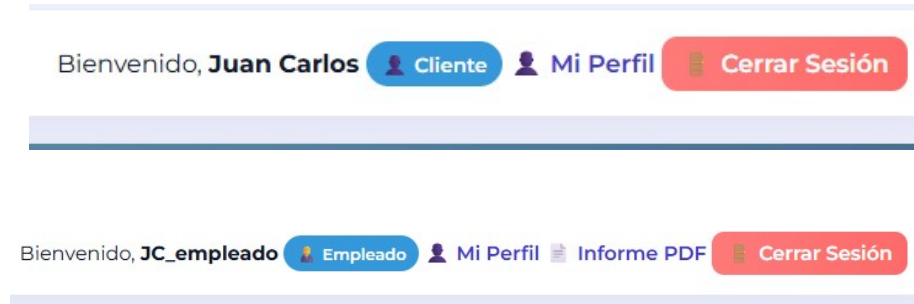 Bienvenido, Juan Carlos Cliente Mi Perfil Cerrar Sesión
Bienvenido, JC_empleado Empleado Mi Perfil Informe PDF Cerrar Sesión